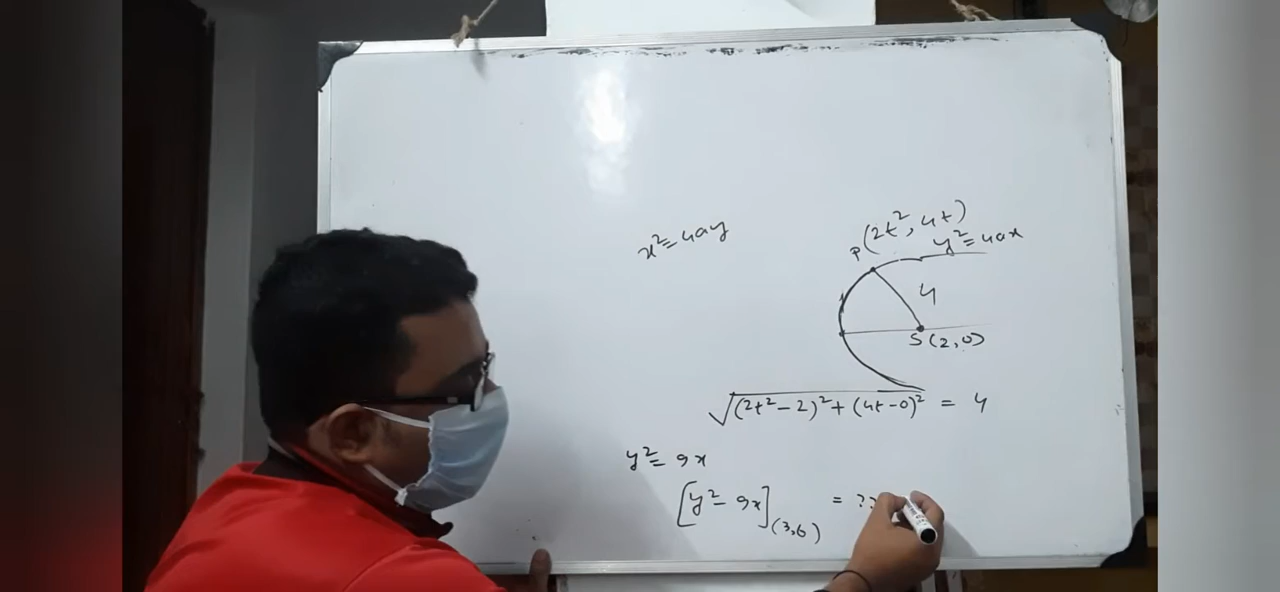 x² = 4ay
P(2t², 4t)
y² = 4ax
4
S(2,0)
√(2t²-2)² + (4t-0)² = 4
y² = 9x
[y² - 9x](3,6) = ??